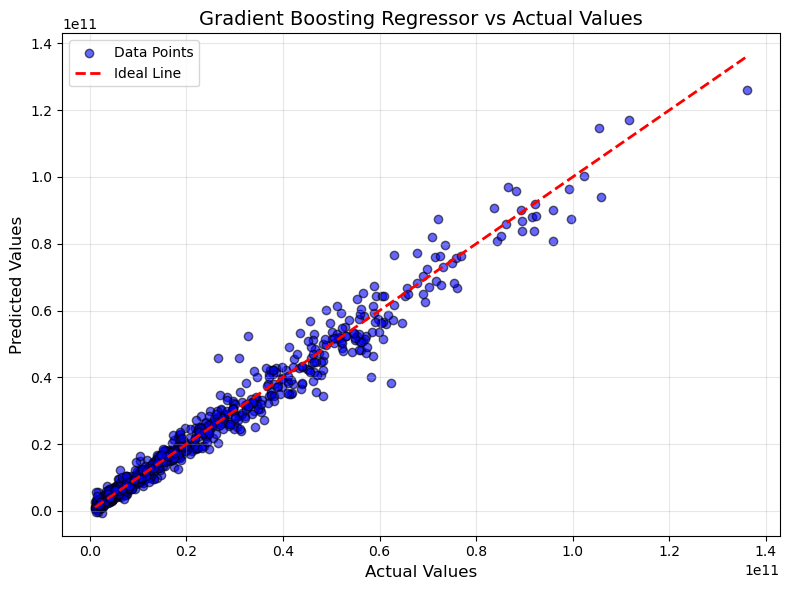 Gradient Boosting Regressor vs Actual Values
1e11
Data Points
Ideal Line
1.4
1.2
1.0
0.8
0.6
0.4
0.2
0.0
Predicted Values
0.0 0.2 0.4 0.6 0.8 1.0 1.2 1.4
1e11
Actual Values